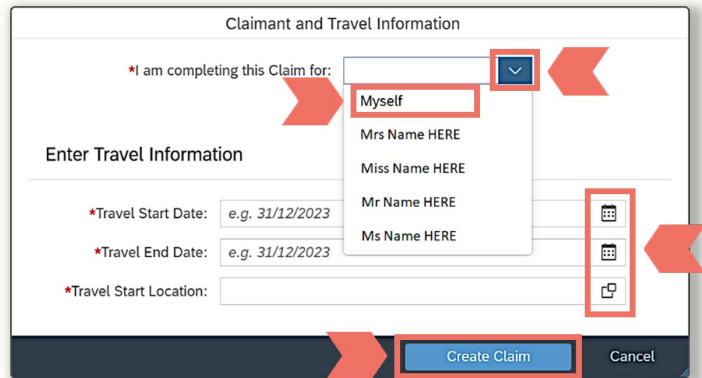 Claimant and Travel Information
*I am completing this Claim for:
Myself
Mrs Name HERE
Miss Name HERE
Mr Name HERE
Ms Name HERE
Enter Travel Information
*Travel Start Date: e.g. 31/12/2023
*Travel End Date: e.g. 31/12/2023
*Travel Start Location:
Create Claim Cancel